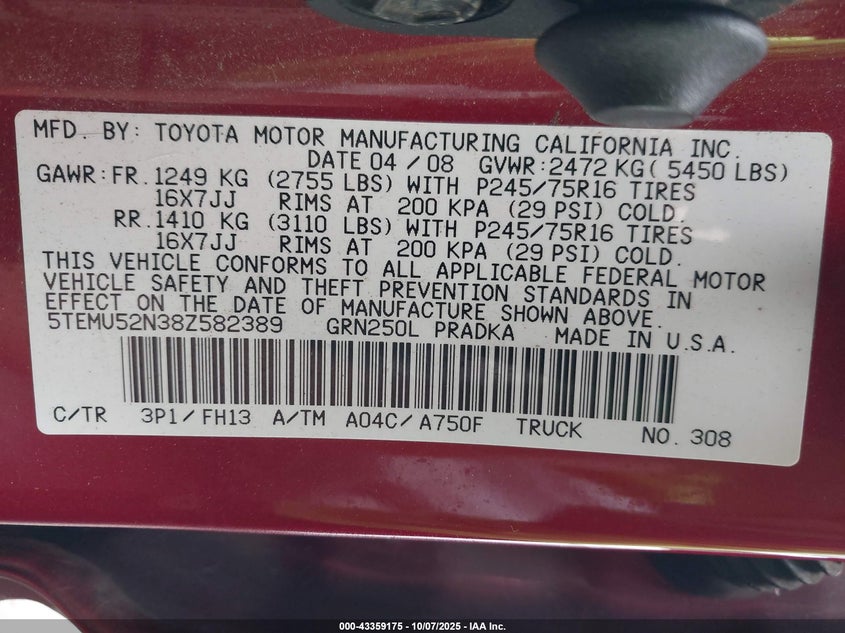 MFD. BY: TOYOTA MOTOR MANUFACTURING CALIFORNIA INC.
DATE 04/08 GVWR:2472 KG( 5450 LBS)
GAWR:FR.1249 KG (2755 LBS) WITH P245/75R16 TIRES
16X7JJ RIMS AT 200 KPA (29 PSI) COLD.
RR.1410 KG (3110 LBS) WITH P245/75R16 TIRES
16X7JJ RIMS AT 200 KPA (29 PSI) COLD.
THIS VEHICLE CONFORMS TO ALL APPLICABLE FEDERAL MOTOR
VEHICLE SAFETY AND THEFT PREVENTION STANDARDS IN
EFFECT ON THE DATE OF MANUFACTURE SHOWN ABOVE.
5TEMU52N38Z582389 GRN250L PRADKA MADE IN U.S.A.
C/TR 3P1/FH13 A/TM A04C/A750F TRUCK NO. 308
000-43359175 - 10/07/2025 - IAA Inc.